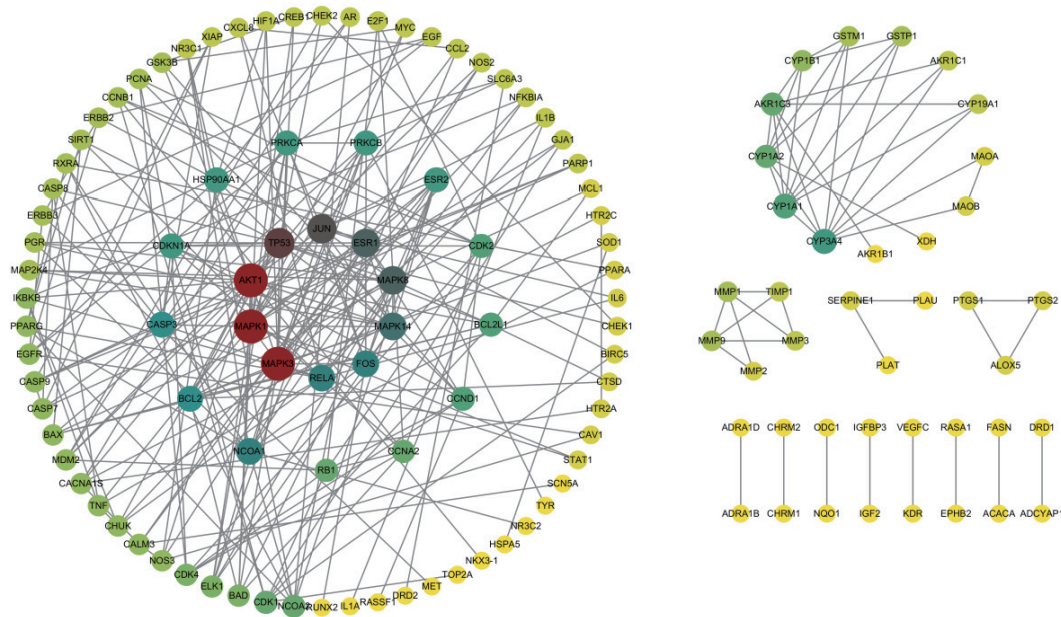 CHEK2
AR
E2F1
MYC
EGF
CCL2
NOS2
SLC6A3
NFKBIA
IL1B
GJA1
PARP1
MCL1
HTR2C
SOD1
PPARA
IL6
CHEK1
BIRC5
CTSD
HTR2A
CAV1
STAT1
SCN5A
TYR
NR3C2
HSPA5
NKX3-1
TOP2A
MET
DRD2
RASSF1
IL1A
RUNX2
NCOA2
CDK1
BAD
ELK1
CDK4
NOS3
CALM3
CHUK
TNF
CACNA1S
MDM2
BAX
CASP7
CASP9
EGFR
PPARG
IKBKB
MAP2K4
PGR
ERBB3
CASP8
RXRA
SIRT1
ERBB2
CCNB1
PCNA
GSK3B
NR3C1
XIAP
CXCL8
HIF1A
CREB1
PRKCA
PRKCB
ESR2
CDK2
BCL2L1
CCND1
CCNA2
RB1
NCOA1
BCL2
CASP3
CDKN1A
HSP90AA1
JUN
ESR1
MAPK8
MAPK14
FOS
RELA
MAPK3
MAPK1
AKT1
TP53
GSTM1
GSTP1
AKR1C1
CYP19A1
MAOA
MAOB
XDH
AKR1B1
CYP3A4
CYP1A1
CYP1A2
AKR1C3
CYP1B1
MMP1
TIMP1
MMP9
MMP3
MMP2
SERPINE1
PLAU
PLAT
PTGS1
PTGS2
ALOX5
ADRA1D
CHRM2
ODC1
IGFBP3
VEGFC
RASA1
FASN
DRD1
ADRA1B
CHRM1
NQO1
IGF2
KDR
EPHB2
ACACA
ADCYAP1